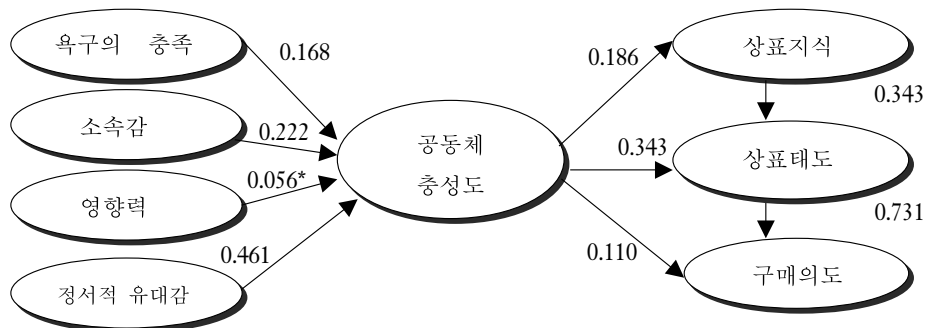 욕구의 충족
0.168
소속감
0.222
영향력
0.056*
정서적 유대감
0.461
공동체
충성도
0.186
상표지식
0.343
0.343
상표태도
0.731
0.110
구매의도